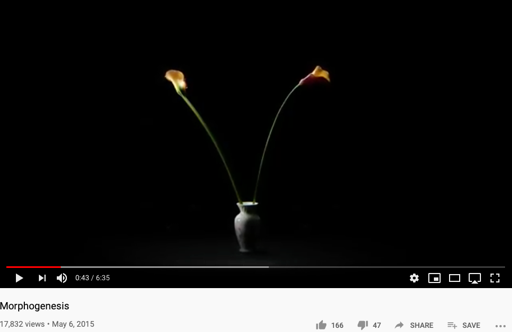 0:43 / 6:35
Morphogenesis
17,832 views • May 6, 2015
166
47
SHARE
SAVE